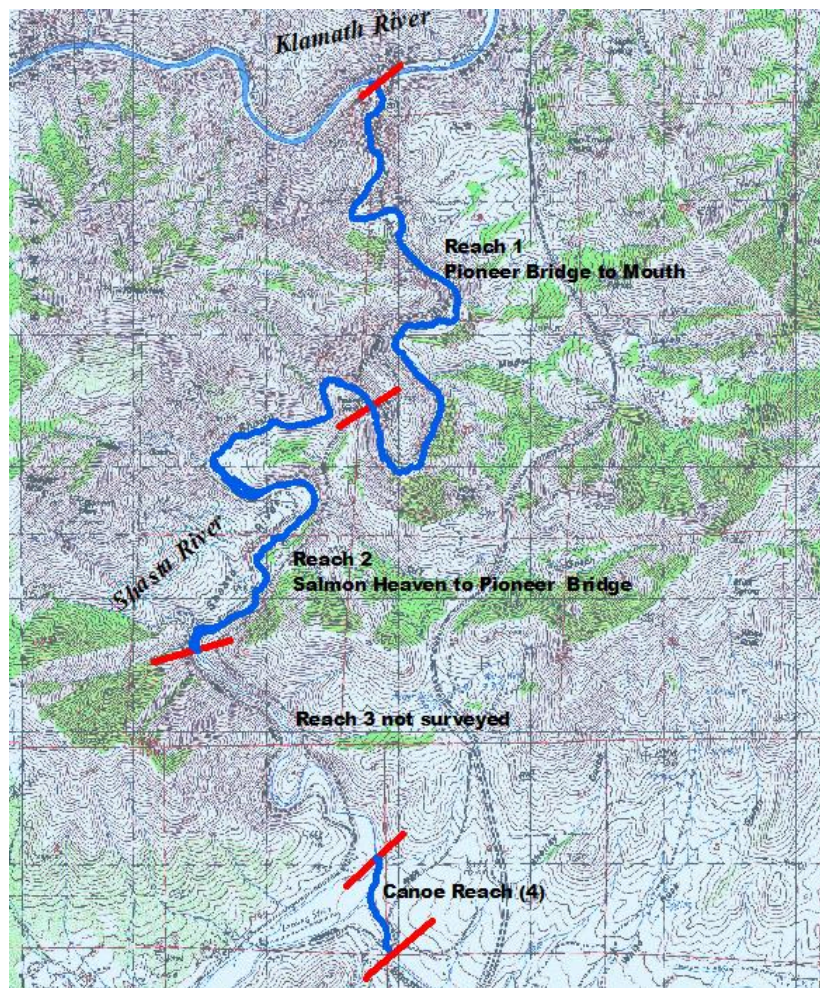 Klamath River
Reach 1
Pioneer Bridge to Mouth
Shasta River
Reach 2
Salmon Heaven to Pioneer Bridge
Reach 3 not surveyed
Canoe Reach (4)